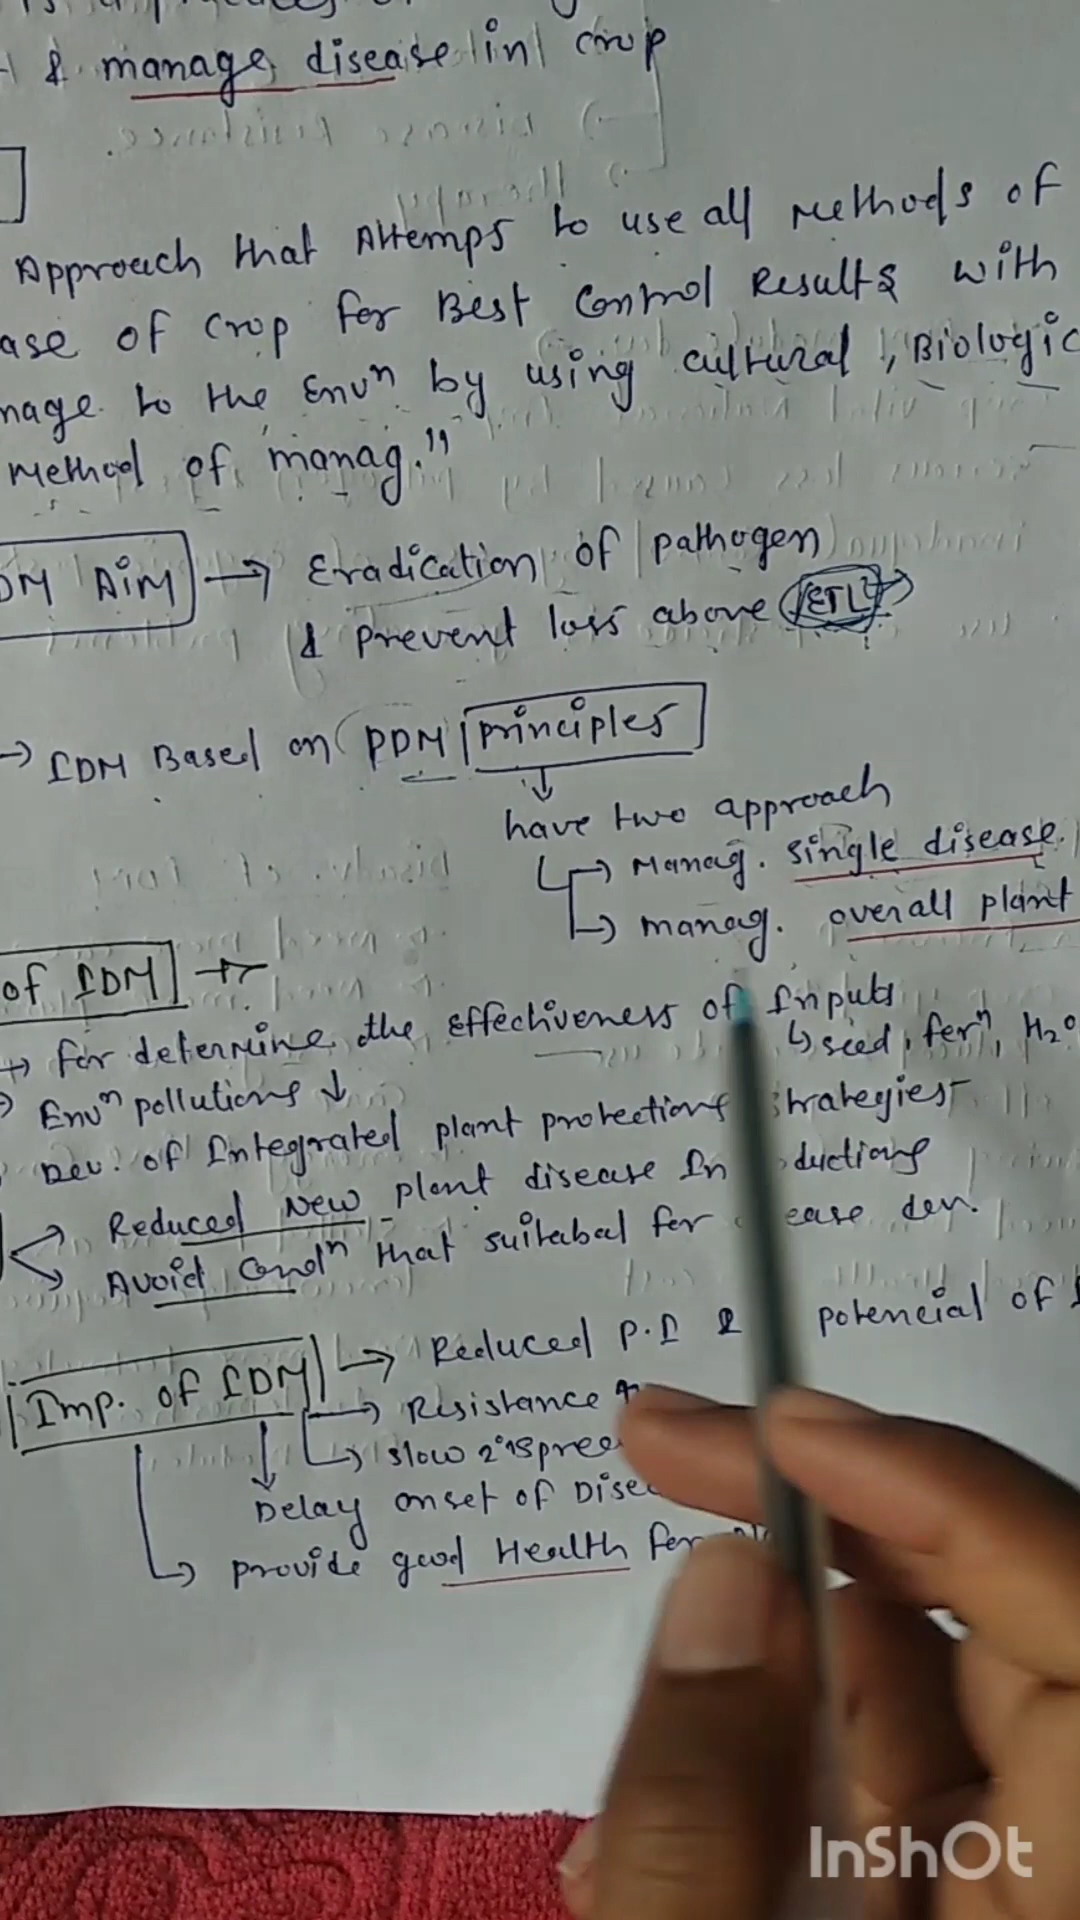 & manage disease in crop
Approach that Attemps to use all methods of
ase of crop for Best control Results with
mage to the Envⁿ by using cultural, Biologic
method of manag."
DM AiM → Eradication of pathogen
& prevent loss above ETL
→ IDM Based on PDM principles
have two approach
→ Manag. single disease.
→ manag. overall plant
of IDM →
→ for determine the effectiveness of Inputs
↳ seed, ferⁿ, H₂O
→ Envⁿ pollutions ↓
Dev. of Integrated plant protections strategies
→ Reduced New plant disease In ductions
→ Avoid condⁿ that suitabal for ease dev.
Imp. of IDM → Reduced P.I & potencial of
→ Resistance ↑
→ slow 2° spree
Delay onset of Dise
→ provide good Health for
InShOt